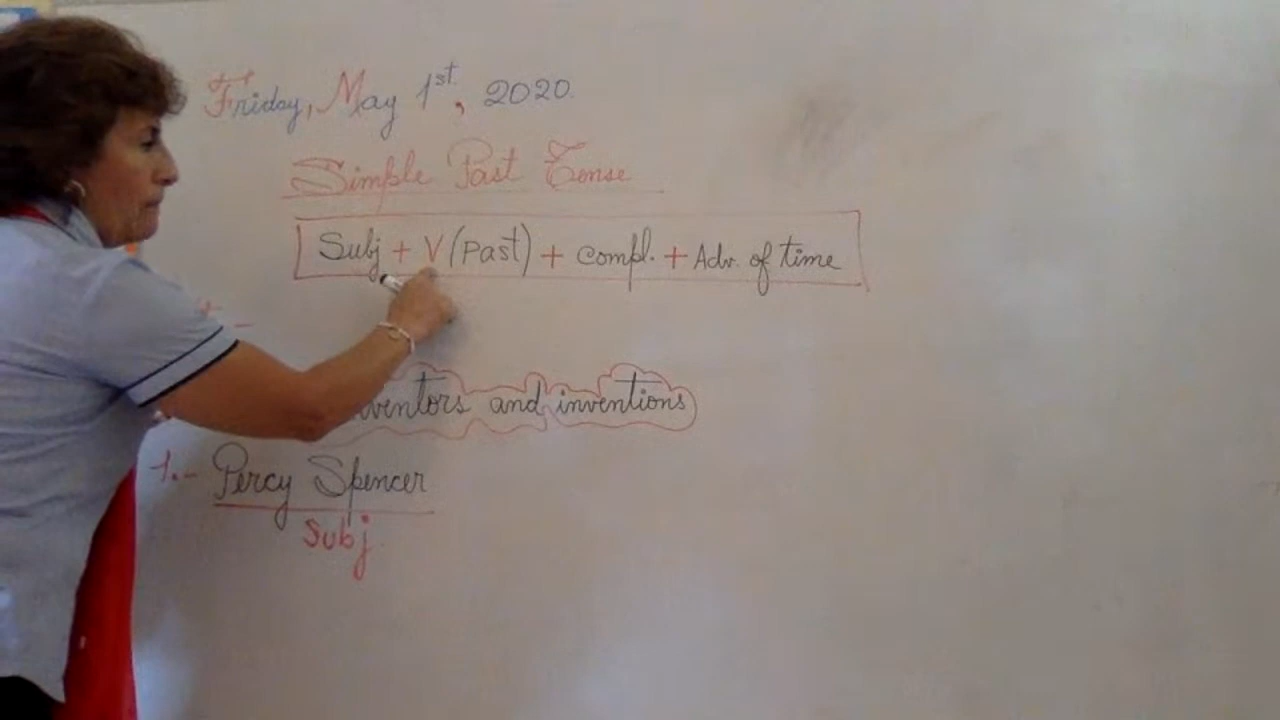 Friday, May 1st, 2020.
Simple Past Tense
Subj + V (Past) + compl. + Adv. of time
+ -
and inventions
1.- Percy Spencer
Subj.